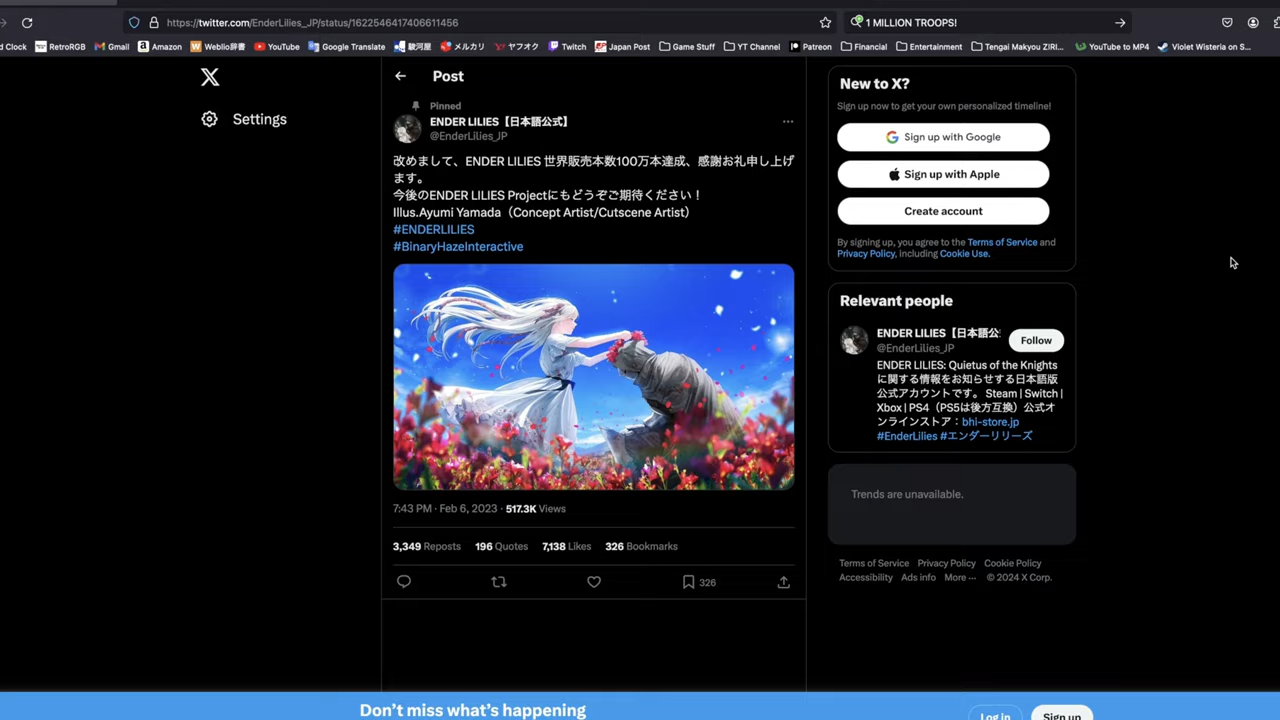 https://twitter.com/EnderLilies_JP/status/1622546417406611456
1 MILLION TROOPS!
d Clock RetroRGB Gmail Amazon Weblio辞書 YouTube Google Translate 駿河屋 メルカリ ヤフオク Twitch Japan Post Game Stuff YT Channel Patreon Financial Entertainment Tengai Makyou ZIRI... YouTube to MP4 Violet Wisteria on S...
Settings
Post
Pinned
ENDER LILIES【日本語公式】
@EnderLilies_JP
改めまして、ENDER LILIES 世界販売本数100万本達成、感謝お礼申し上げ
ます。
今後のENDER LILIES Projectにもどうぞご期待ください！
Illus.Ayumi Yamada（Concept Artist/Cutscene Artist）
#ENDERLILIES
#BinaryHazeInteractive
7:43 PM · Feb 6, 2023 · 517.3K Views
3,349 Reposts 196 Quotes 7,138 Likes 326 Bookmarks
326
New to X?
Sign up now to get your own personalized timeline!
Sign up with Google
Sign up with Apple
Create account
By signing up, you agree to the Terms of Service and
Privacy Policy, including Cookie Use.
Relevant people
ENDER LILIES【日本語公
Follow
@EnderLilies_JP
ENDER LILIES: Quietus of the Knights
に関する情報をお知らせする日本語版
公式アカウントです。 Steam | Switch |
Xbox | PS4（PS5は後方互換）公式オ
ンラインストア：bhi-store.jp
#EnderLilies #エンダーリリーズ
Trends are unavailable.
Terms of Service Privacy Policy Cookie Policy
Accessibility Ads info More ··· © 2024 X Corp.
Don't miss what's happening
Log in
Sign up